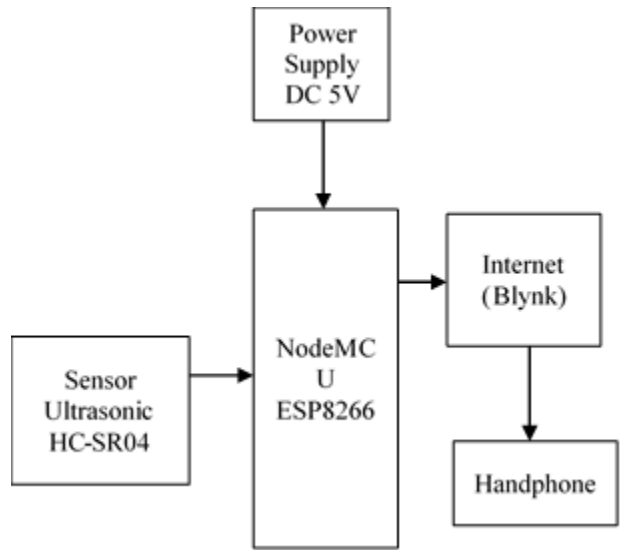 Power
Supply
DC 5V
Internet
(Blynk)
NodeMC
U
ESP8266
Sensor
Ultrasonic
HC-SR04
Handphone